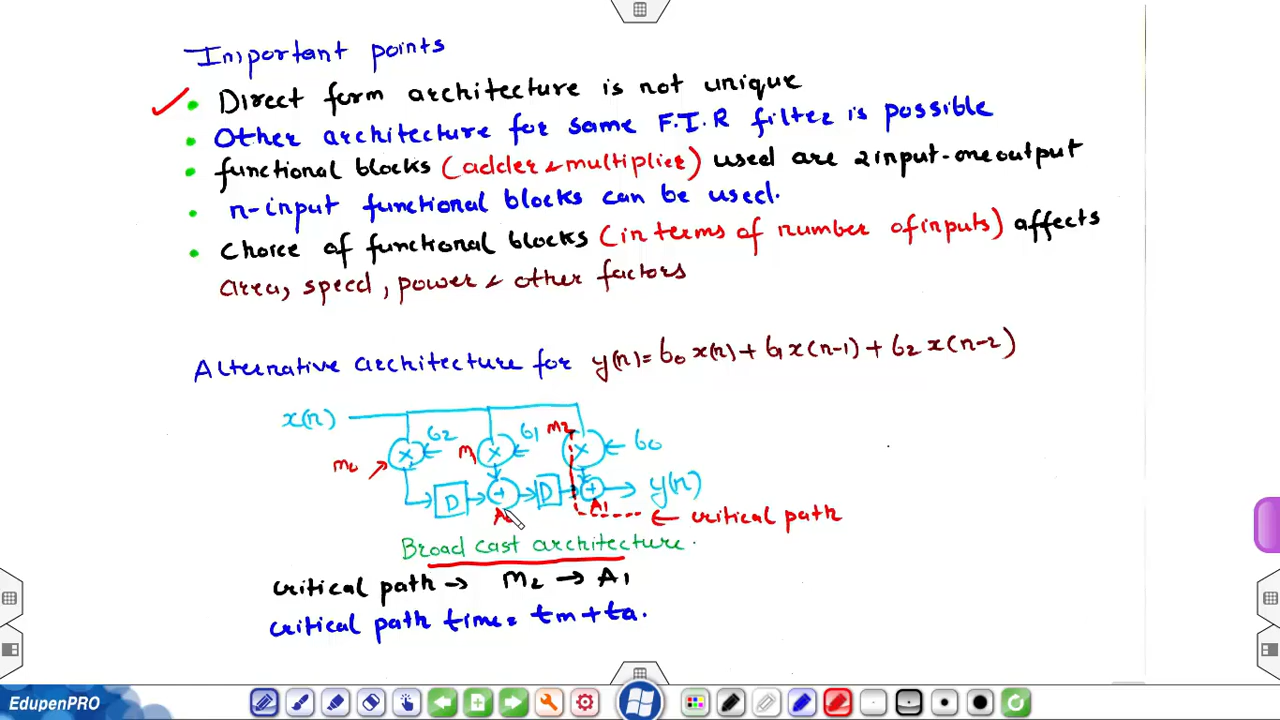 Important points
Direct form architecture is not unique
Other architecture for same F.I.R filter is possible
functional blocks (adder & multiplier) used are 2input-oneoutput
n-input functional blocks can be used.
Choice of functional blocks (in terms of number of inputs) affects
area, speed, power & other factors
Alternative architecture for y(n)= b0 x(n) + b1 x(n-1) + b2 x(n-2)
x(n)
m0 × b2 m1 × b1 m2 × b0
D + D + y(n)
A0 A1 ← critical path
Broad cast architecture
critical path → m2 → A1
critical path time= tm + ta.
EdupenPRO